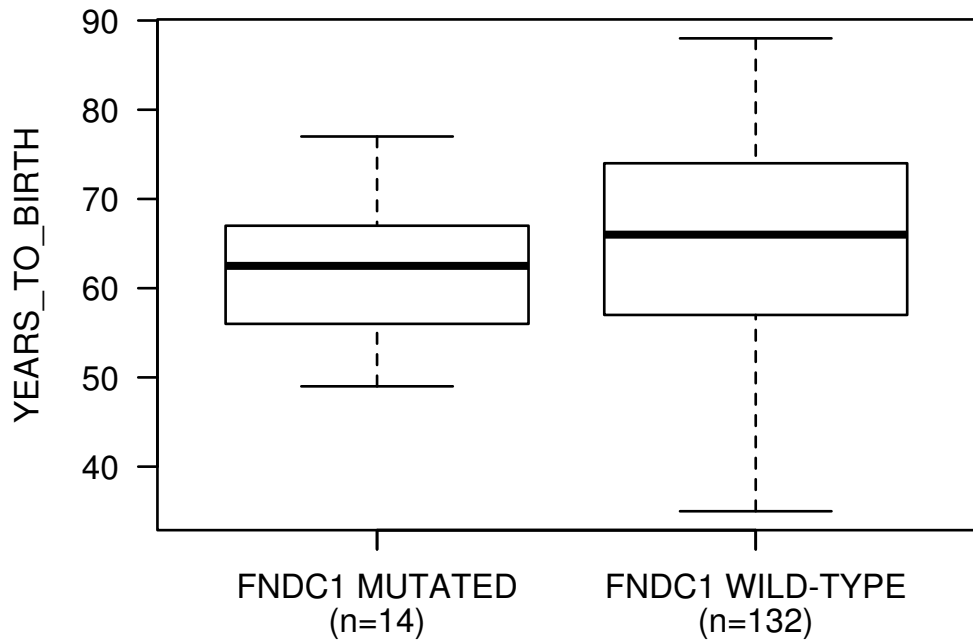 YEARS_TO_BIRTH
90
80
70
60
50
40
FNDC1 MUTATED
(n=14)
FNDC1 WILD-TYPE
(n=132)